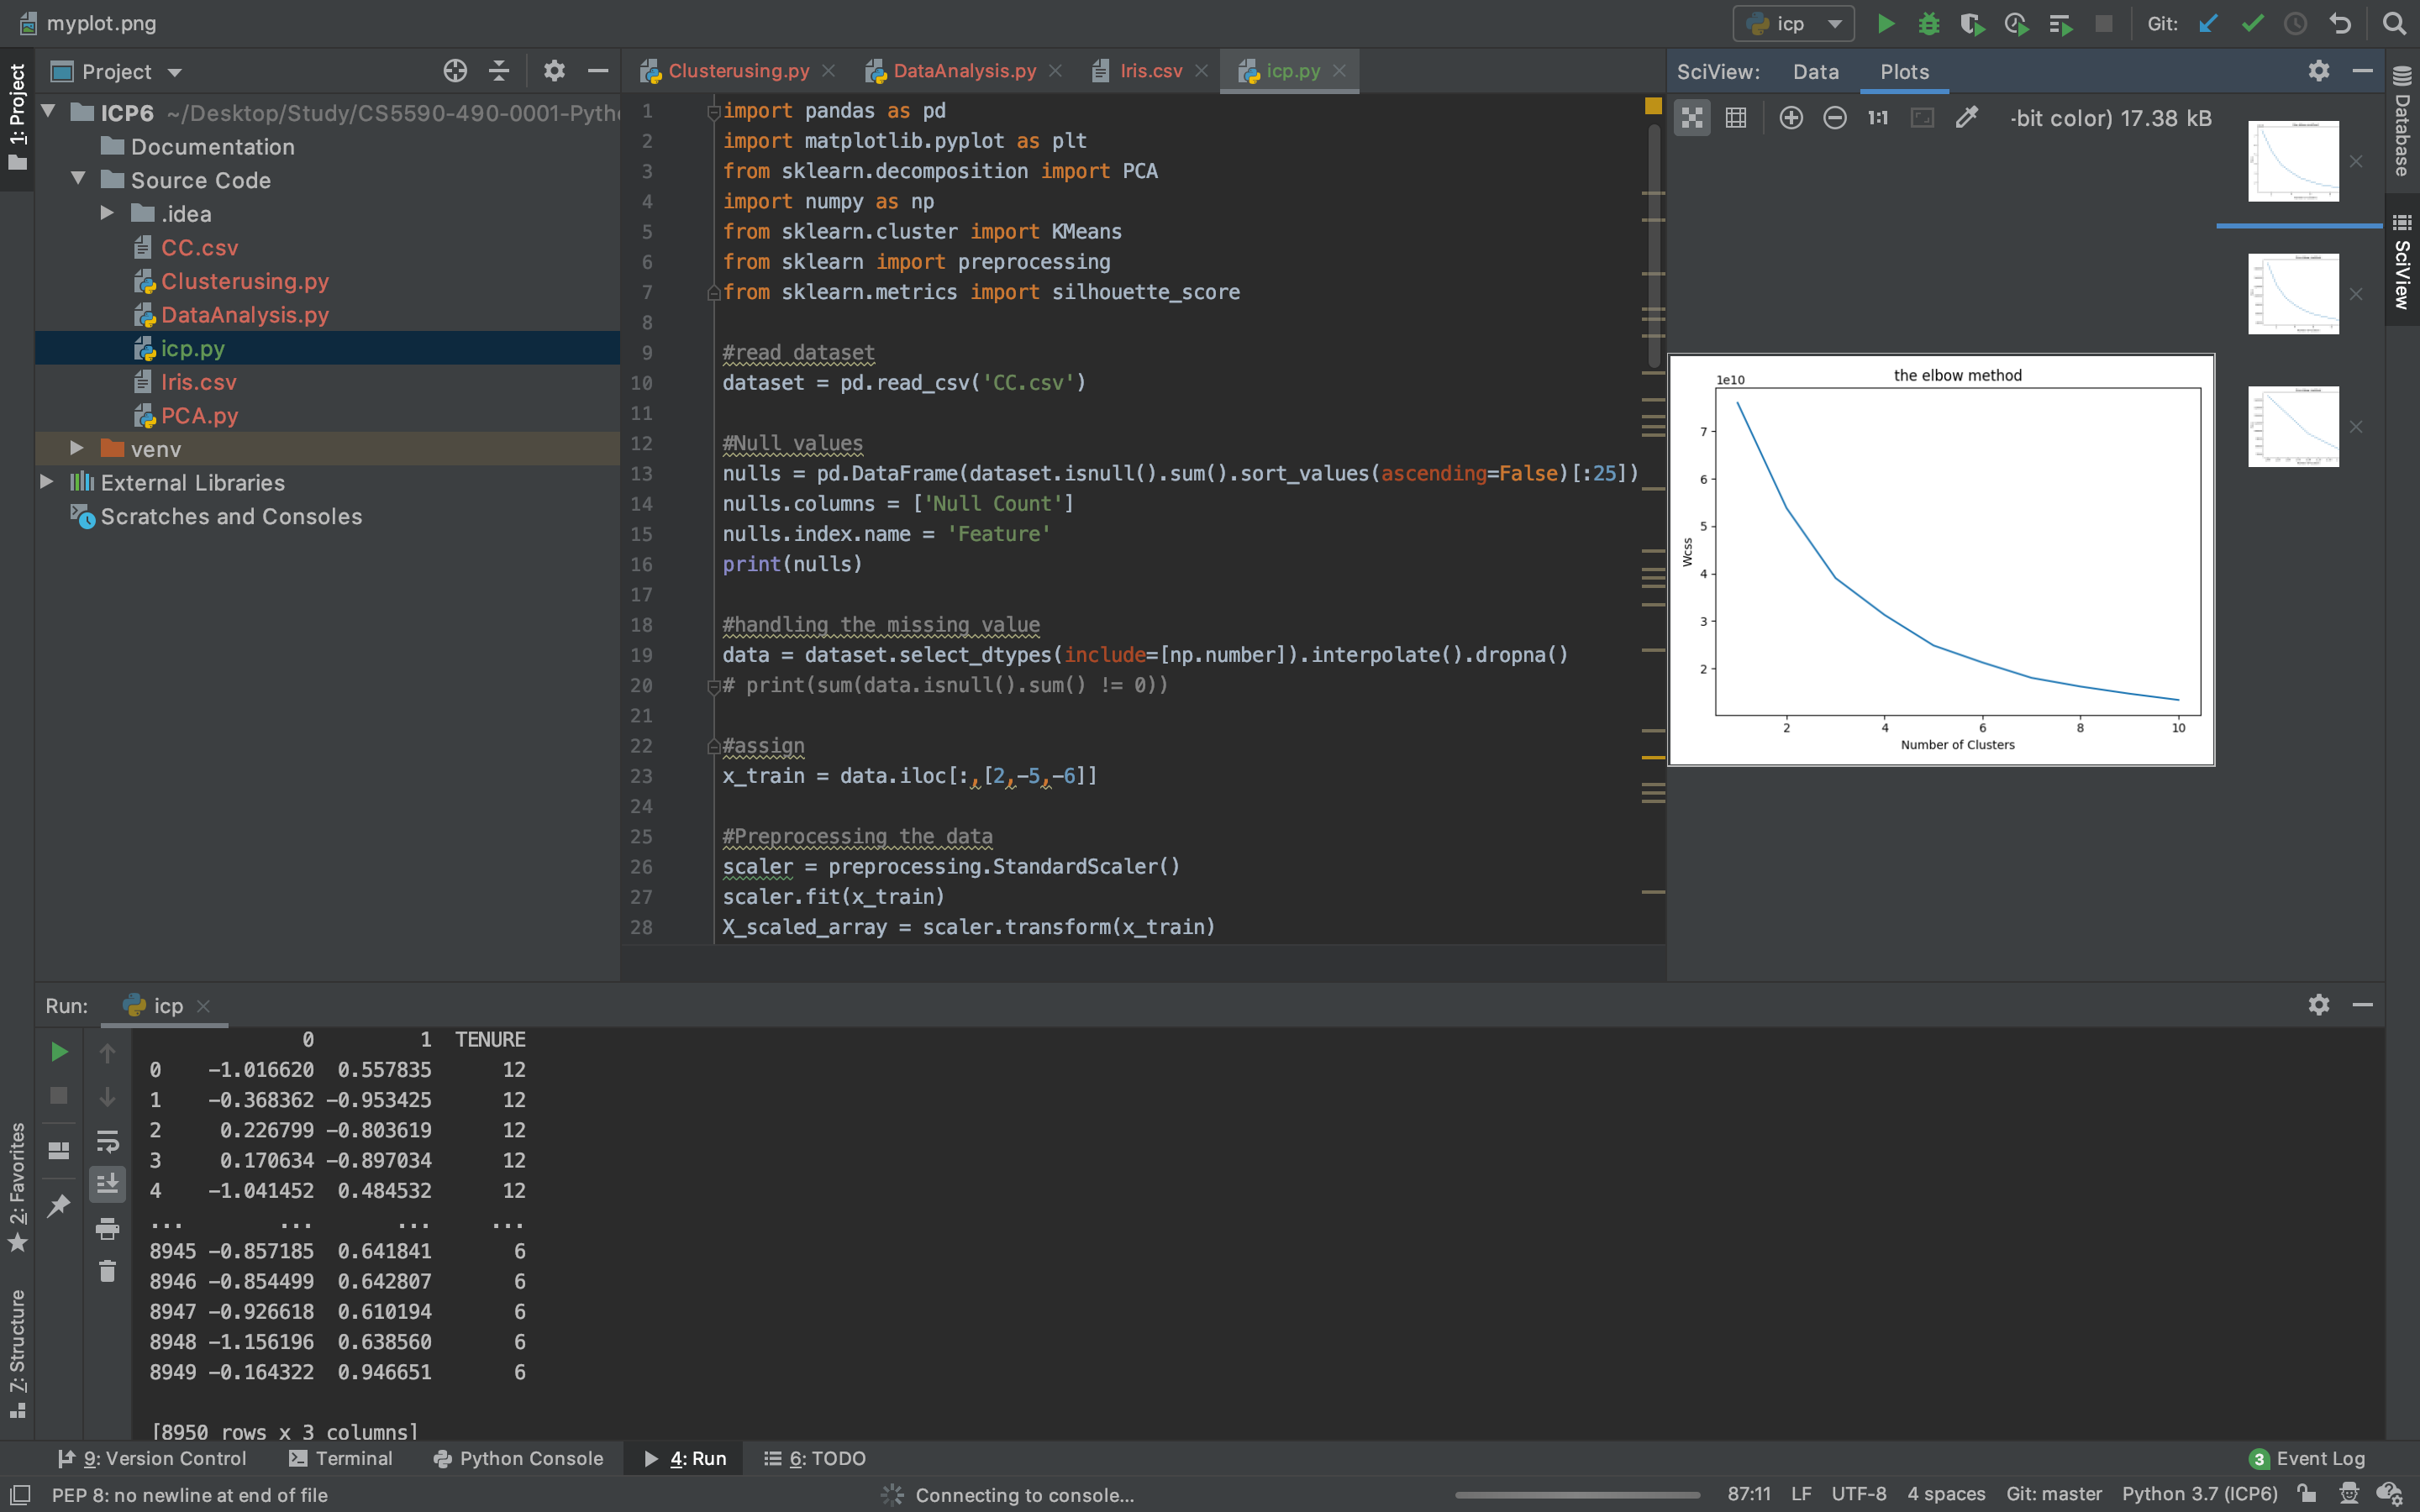 myplot.png
icp
Git:
1: Project
Project
ICP6 ~/Desktop/Study/CS5590-490-0001-Pyth
Documentation
Source Code
.idea
CC.csv
Clusterusing.py
DataAnalysis.py
icp.py
Iris.csv
PCA.py
venv
External Libraries
Scratches and Consoles
Clusterusing.py
DataAnalysis.py
Iris.csv
icp.py
1 import pandas as pd
2 import matplotlib.pyplot as plt
3 from sklearn.decomposition import PCA
4 import numpy as np
5 from sklearn.cluster import KMeans
6 from sklearn import preprocessing
7 from sklearn.metrics import silhouette_score
8
9 #read dataset
10 dataset = pd.read_csv('CC.csv')
11
12 #Null values
13 nulls = pd.DataFrame(dataset.isnull().sum().sort_values(ascending=False)[:25])
14 nulls.columns = ['Null Count']
15 nulls.index.name = 'Feature'
16 print(nulls)
17
18 #handling the missing value
19 data = dataset.select_dtypes(include=[np.number]).interpolate().dropna()
20 # print(sum(data.isnull().sum() != 0))
21
22 #assign
23 x_train = data.iloc[:,[2,-5,-6]]
24
25 #Preprocessing the data
26 scaler = preprocessing.StandardScaler()
27 scaler.fit(x_train)
28 X_scaled_array = scaler.transform(x_train)
SciView: Data Plots
1:1 -bit color) 17.38 kB
the elbow method
1e10
7
6
5
4
3
2
Wcss
2 4 6 8 10
Number of Clusters
Database
SciView
Run: icp
0 1 TENURE
0 -1.016620 0.557835 12
1 -0.368362 -0.953425 12
2 0.226799 -0.803619 12
3 0.170634 -0.897034 12
4 -1.041452 0.484532 12
... ... ... ...
8945 -0.857185 0.641841 6
8946 -0.854499 0.642807 6
8947 -0.926618 0.610194 6
8948 -1.156196 0.638560 6
8949 -0.164322 0.946651 6
[8950 rows x 3 columns]
2: Favorites
7: Structure
9: Version Control Terminal Python Console 4: Run 6: TODO 3 Event Log
PEP 8: no newline at end of file Connecting to console... 87:11 LF UTF-8 4 spaces Git: master Python 3.7 (ICP6)